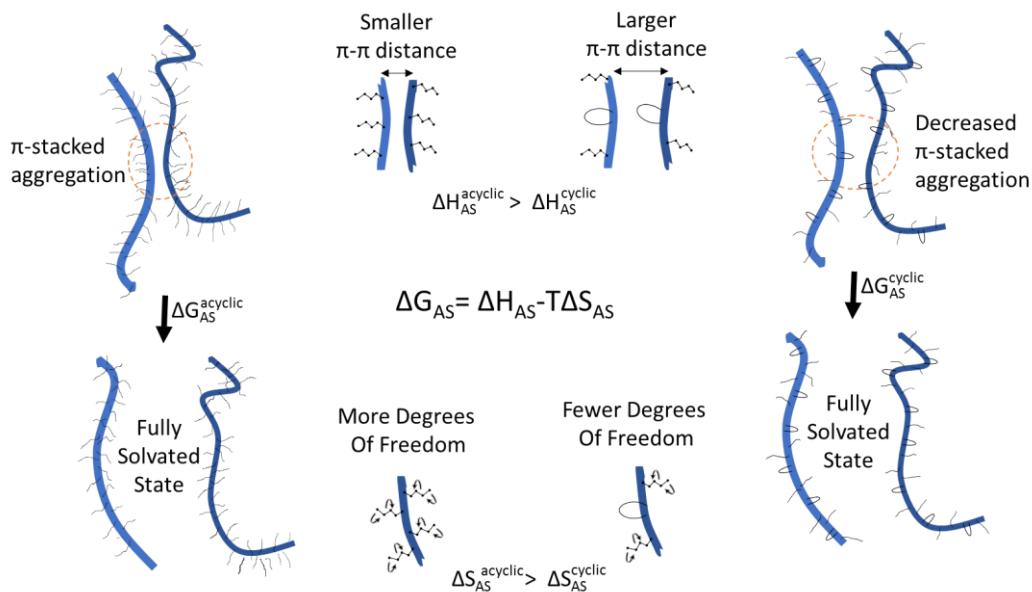 Smaller
π-π distance
Larger
π-π distance
π-stacked
aggregation
Decreased
π-stacked
aggregation
ΔH_AS^acyclic > ΔH_AS^cyclic
ΔG_AS^acyclic
ΔG_AS= ΔH_AS-TΔS_AS
ΔG_AS^cyclic
Fully
Solvated
State
More Degrees
Of Freedom
Fewer Degrees
Of Freedom
Fully
Solvated
State
ΔS_AS^acyclic> ΔS_AS^cyclic